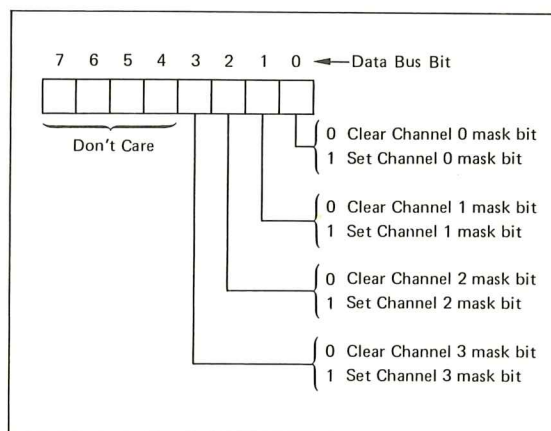 7 6 5 4 3 2 1 0 Data Bus Bit
Don't Care
0 Clear Channel 0 mask bit
1 Set Channel 0 mask bit
0 Clear Channel 1 mask bit
1 Set Channel 1 mask bit
0 Clear Channel 2 mask bit
1 Set Channel 2 mask bit
0 Clear Channel 3 mask bit
1 Set Channel 3 mask bit